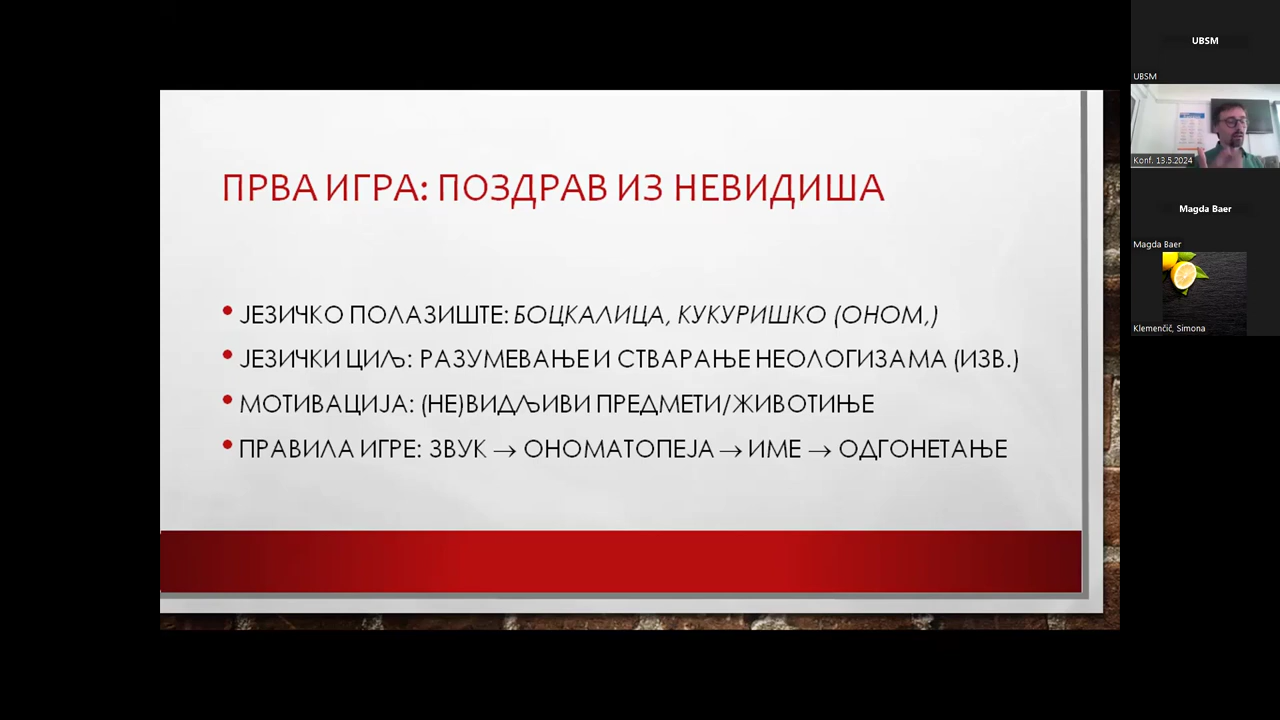 ПРВА ИГРА: ПОЗДРАВ ИЗ НЕВИДИША
• ЈЕЗИЧКО ПОЛАЗИШТЕ: БОЦКАЛИЦА, КУКУРИШКО (ОНОМ,)
• ЈЕЗИЧКИ ЦИЉ: РАЗУМЕВАЊЕ И СТВАРАЊЕ НЕОЛОГИЗАМА (ИЗВ.)
• МОТИВАЦИЈА: (НЕ)ВИДЉИВИ ПРЕДМЕТИ/ЖИВОТИЊЕ
• ПРАВИЛА ИГРЕ: ЗВУК → ОНОМАТОПЕЈА → ИМЕ → ОДГОНЕТАЊЕ
UBSM
UBSM
Konf. 13.5.2024
Magda Baer
Magda Baer
Klemenčić, Simona